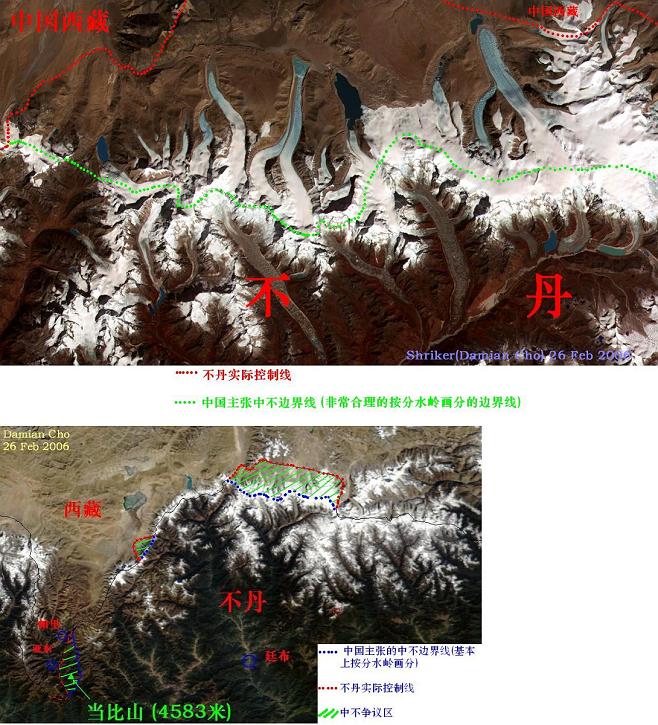 中国西藏
中国西藏
不 丹
Shriker(Damian Cho) 26 Feb 2006
不丹实际控制线
中国主张中不边界线 (非常合理的按分水岭画分的边界线)
Damian Cho
26 Feb 2006
西藏
不丹
亚东
廷布
当比山 (4583米)
中国主张的中不边界线(基本
上按分水岭画分)
不丹实际控制线
中不争议区